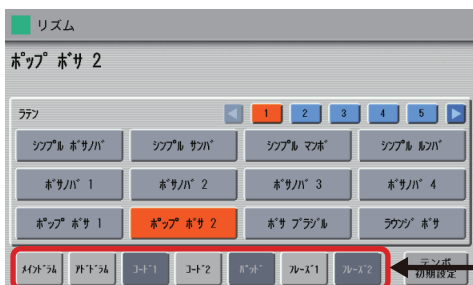 リズム
ﾎﾟｯﾌﾟ ﾎﾞｻ 2
ﾗﾃﾝ 1 2 3 4 5
ｼﾝﾌﾟﾙ ﾎﾞｻﾉﾊﾞ ｼﾝﾌﾟﾙ ｻﾝﾊﾞ ｼﾝﾌﾟﾙ ﾏﾝﾎﾞ ｼﾝﾌﾟﾙ ﾙﾝﾊﾞ
ﾎﾞｻﾉﾊﾞ 1 ﾎﾞｻﾉﾊﾞ 2 ﾎﾞｻﾉﾊﾞ 3 ﾎﾞｻﾉﾊﾞ 4
ﾎﾟｯﾌﾟ ﾎﾞｻ 1 ﾎﾟｯﾌﾟ ﾎﾞｻ 2 ﾎﾞｻ ﾌﾞﾗｼﾞﾙ ﾗｳﾝｼﾞ ﾎﾞｻ
ﾒｲﾝﾄﾞﾗﾑ ｱﾄﾞﾄﾞﾗﾑ ｺｰﾄﾞ1 ｺｰﾄﾞ2 ﾊﾟｯﾄﾞ ﾌﾚｰｽﾞ1 ﾌﾚｰｽﾞ2 テンポ
初期設定